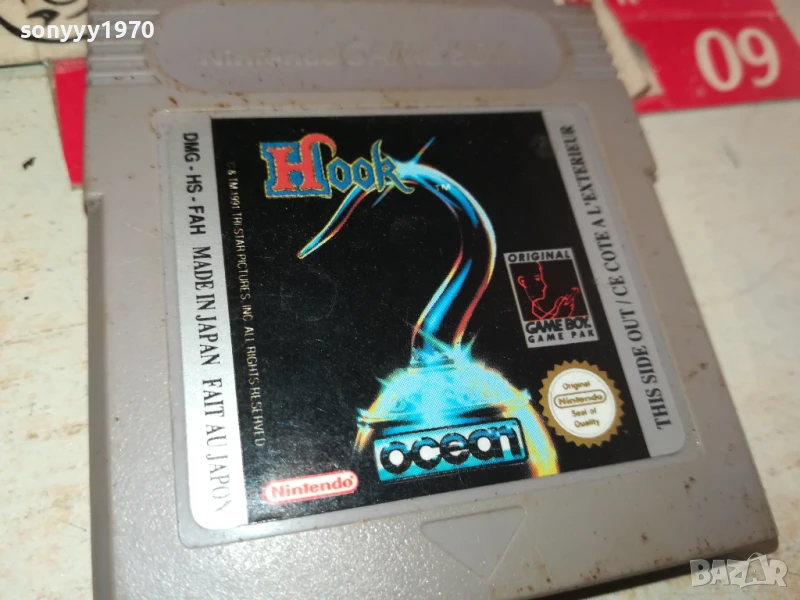 sonyyy1970
Nintendo GAME BOY
09
Hook
TM
© & TM 1991 TRI STAR PICTURES, INC. ALL RIGHTS RESERVED
DMG - HS - FAH MADE IN JAPAN FAIT AU JAPON
ORIGINAL
GAME BOY
GAME PAK
THIS SIDE OUT / CE COTE A L'EXTERIEUR
Original
Nintendo
Seal of
Quality
ocean
Nintendo
BAZAR